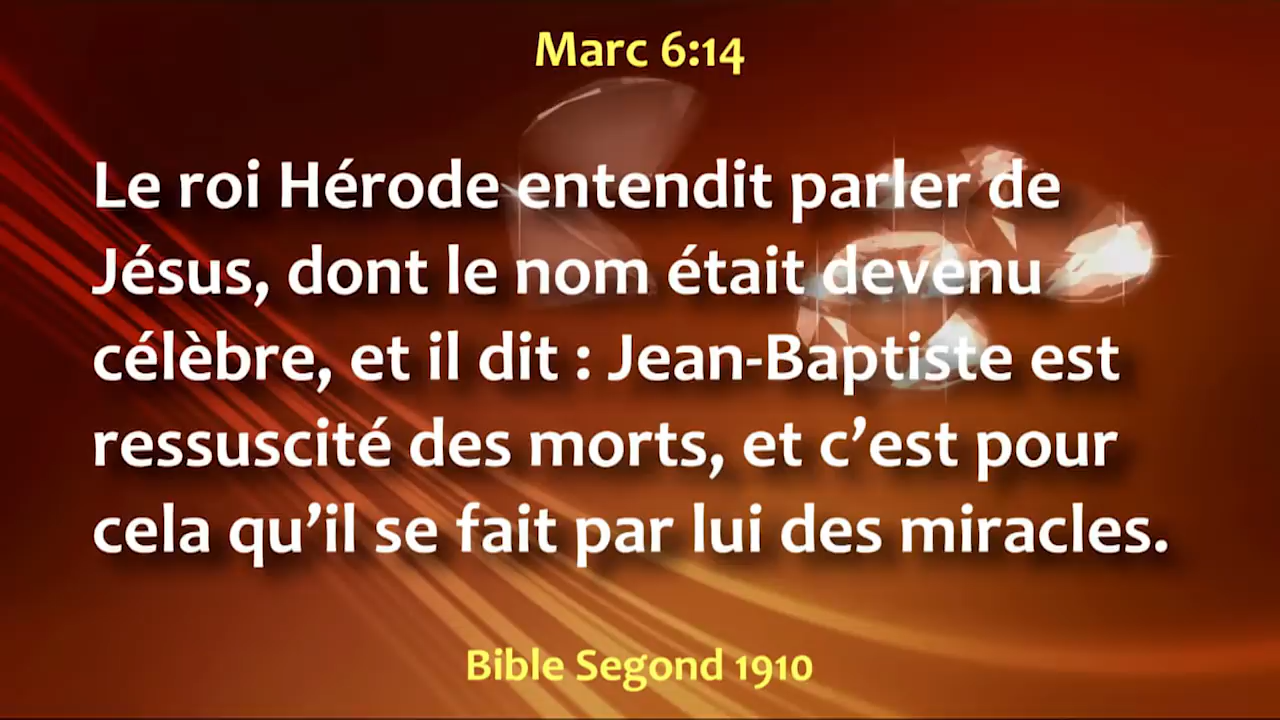 Marc 6:14
Le roi Hérode entendit parler de
Jésus, dont le nom était devenu
célèbre, et il dit : Jean-Baptiste est
ressuscité des morts, et c’est pour
cela qu’il se fait par lui des miracles.
Bible Segond 1910